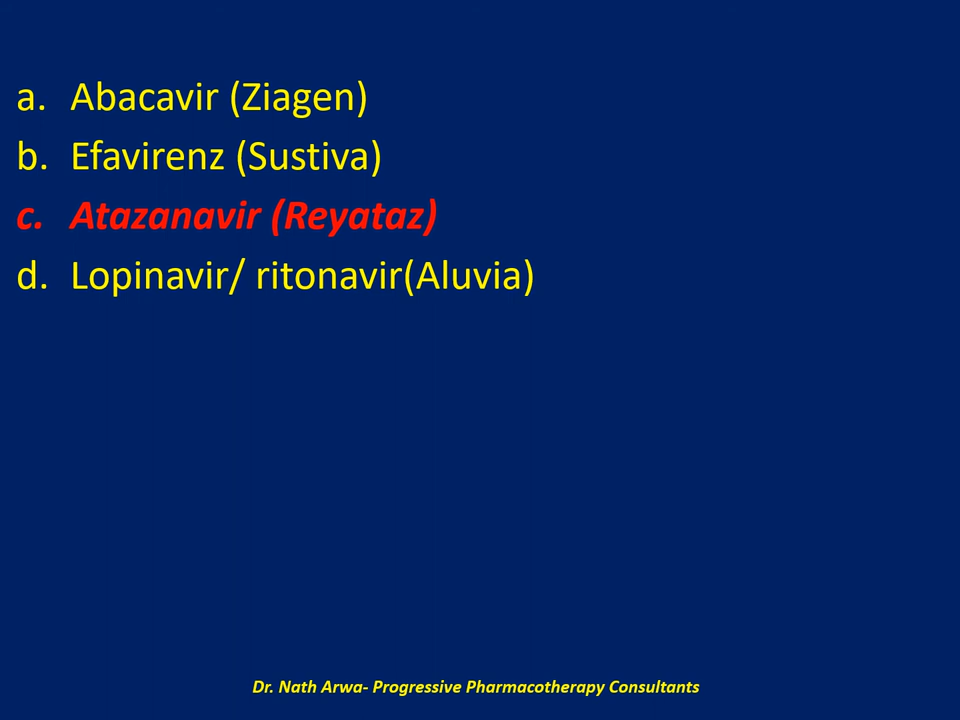 a. Abacavir (Ziagen)
b. Efavirenz (Sustiva)
c. Atazanavir (Reyataz)
d. Lopinavir/ ritonavir(Aluvia)
Dr. Nath Arwa- Progressive Pharmacotherapy Consultants